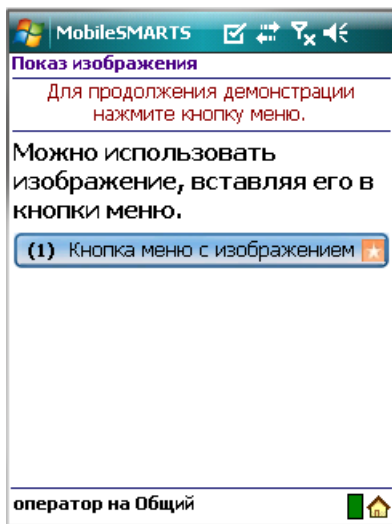 MobileSMARTS
Показ изображения
Для продолжения демонстрации
нажмите кнопку меню.
Можно использовать
изображение, вставляя его в
кнопки меню.
(1) Кнопка меню с изображением
оператор на Общий